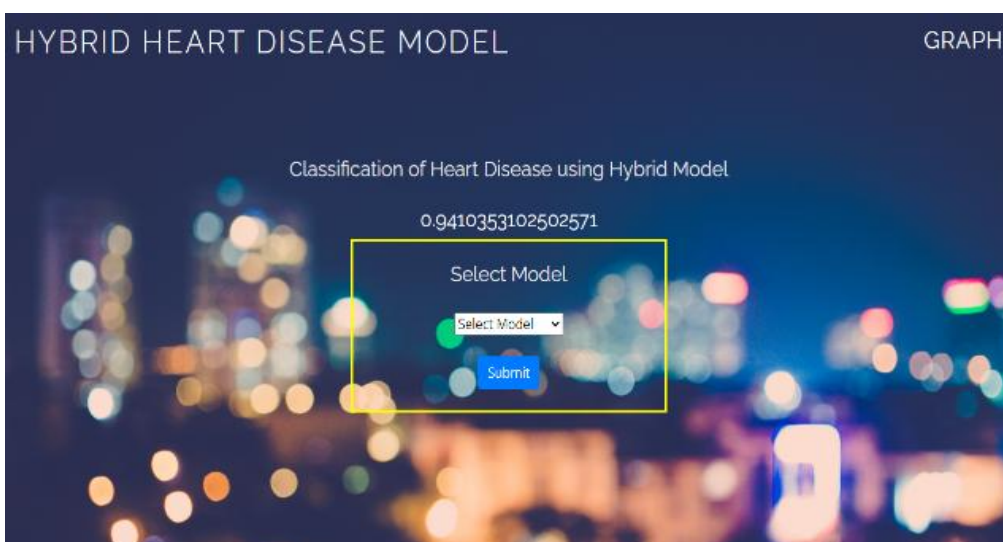 HYBRID HEART DISEASE MODEL
GRAPH
Classification of Heart Disease using Hybrid Model
0.9410353102502571
Select Model
Select Model
Submit